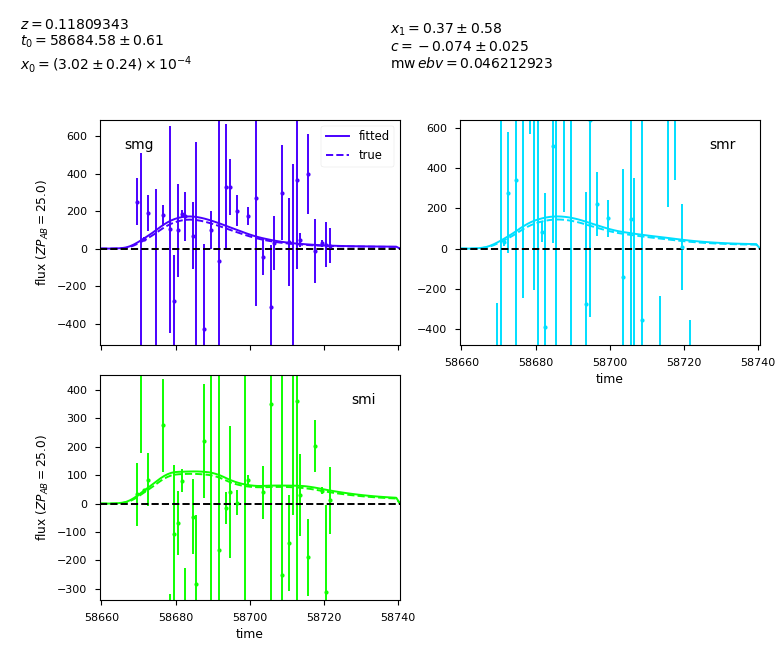 z = 0.11809343
t₀ = 58684.58 ± 0.61
x₀ = (3.02 ± 0.24) × 10⁻⁴
x₁ = 0.37 ± 0.58
c = −0.074 ± 0.025
mw ebv = 0.046212923
smg
fitted
true
600
400
200
0
−200
−400
flux (ZP_AB = 25.0)
smr
600
400
200
0
−200
−400
58660 58680 58700 58720 58740
time
smi
400
300
200
100
0
−100
−200
−300
flux (ZP_AB = 25.0)
58660 58680 58700 58720 58740
time